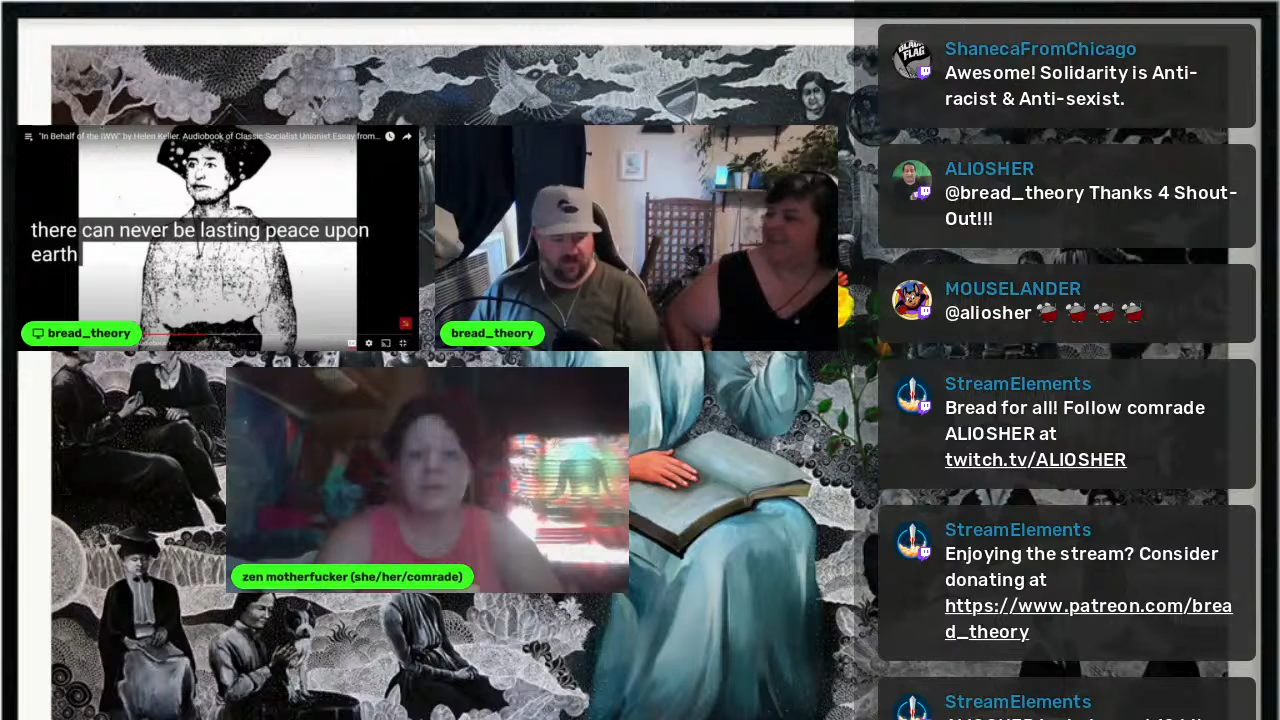 "In Behalf of the IWW" by Helen Keller. Audiobook of Classic Socialist Unionist Essay from...
there can never be lasting peace upon
earth
bread_theory
bread_theory
zen motherfucker (she/her/comrade)
ShanecaFromChicago
Awesome! Solidarity is Anti-
racist & Anti-sexist.
ALIOSHER
@bread_theory Thanks 4 Shout-
Out!!!
MOUSELANDER
@aliosher
StreamElements
Bread for all! Follow comrade
ALIOSHER at
twitch.tv/ALIOSHER
StreamElements
Enjoying the stream? Consider
donating at
https://www.patreon.com/brea
d_theory
StreamElements